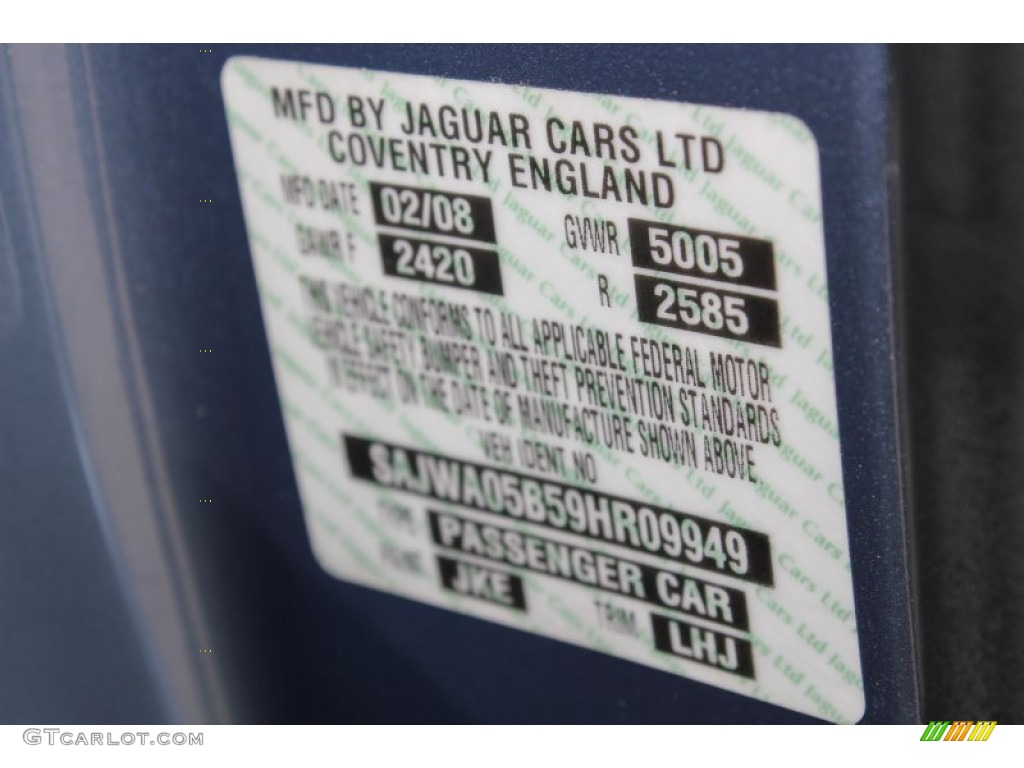 MFD BY JAGUAR CARS LTD
COVENTRY ENGLAND
MFD DATE 02/08 GVWR 5005
GAWR F 2420 R 2585
THIS VEHICLE CONFORMS TO ALL APPLICABLE FEDERAL MOTOR
VEHICLE SAFETY BUMPER AND THEFT PREVENTION STANDARDS
IN EFFECT ON THE DATE OF MANUFACTURE SHOWN ABOVE.
VEH IDENT NO
SAJWA05B59HR09949
TYPE PASSENGER CAR
PAINT JKE TRIM LHJ
GTCarlot.com